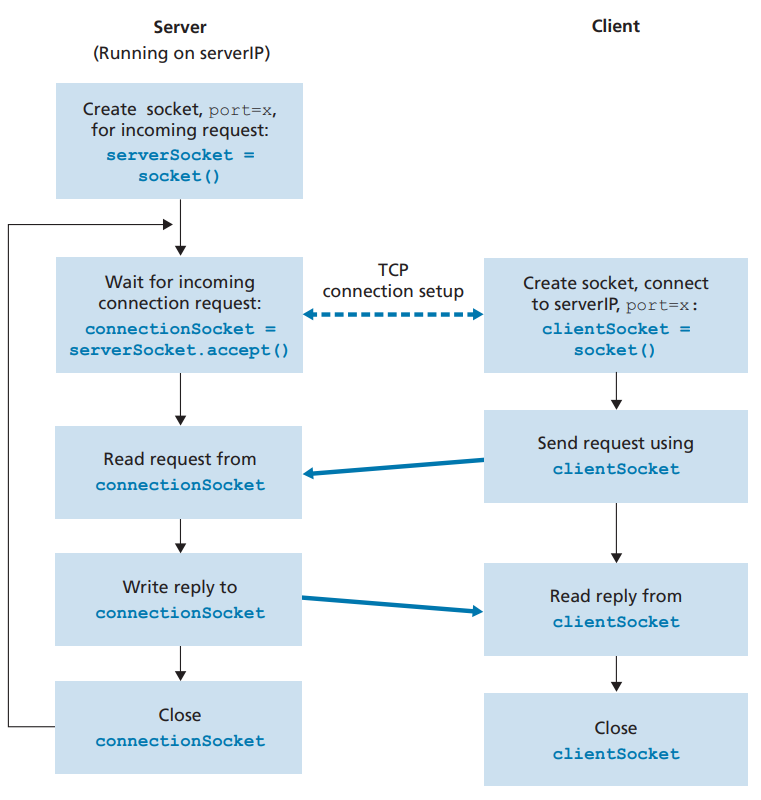 Server
(Running on serverIP)
Client
Create socket, port=x,
for incoming request:
serverSocket =
socket()
Wait for incoming
connection request:
connectionSocket =
serverSocket.accept()
TCP
connection setup
Create socket, connect
to serverIP, port=x:
clientSocket =
socket()
Read request from
connectionSocket
Send request using
clientSocket
Write reply to
connectionSocket
Read reply from
clientSocket
Close
connectionSocket
Close
clientSocket